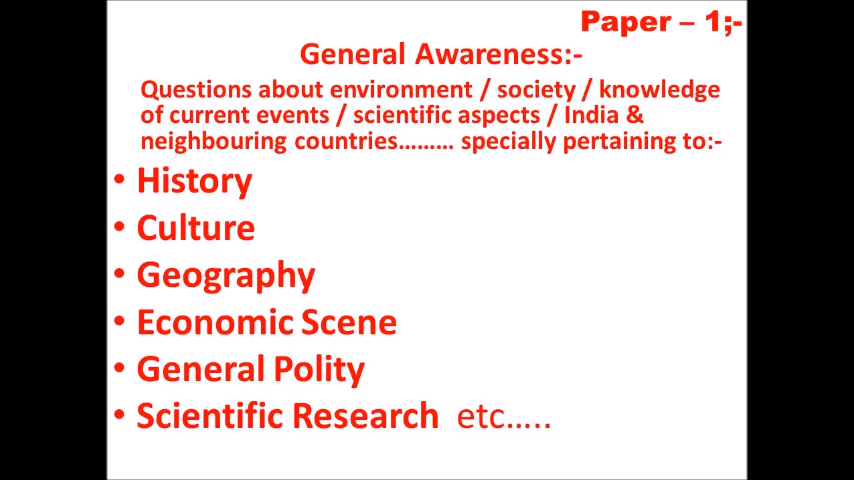 Paper – 1;-
General Awareness:-
Questions about environment / society / knowledge
of current events / scientific aspects / India &
neighbouring countries……… specially pertaining to:-
• History
• Culture
• Geography
• Economic Scene
• General Polity
• Scientific Research etc…..